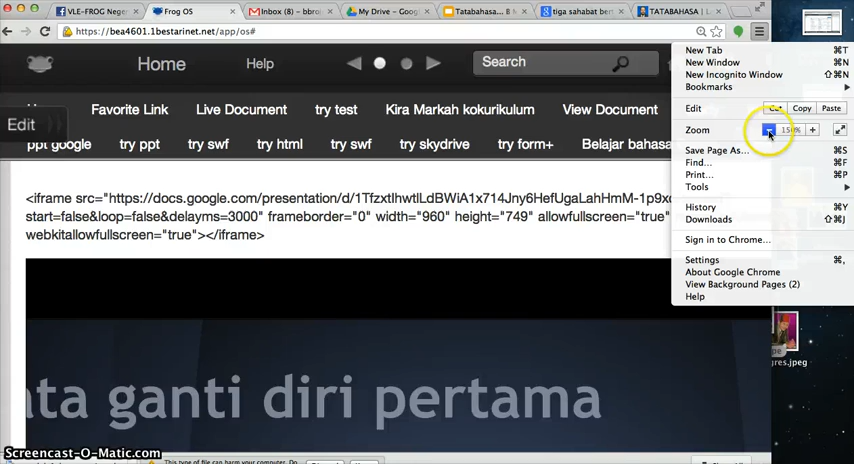 VLE-FROG Neger
Frog OS
Inbox (8) - bbroi
My Drive - Goog
Tatabahasa ... B M
tiga sahabat ber
TATABAHASA | L
https://bea4601.1bestarinet.net/app/os#
Home
Help
Search
Edit
Favorite Link
Live Document
try test
Kira Markah kokurikulum
View Document
ppt google
try ppt
try swf
try html
try swf
try skydrive
try form+
Belajar bahasa
<iframe src="https://docs.google.com/presentation/d/
start=false&loop=false&delayms=3000" frameborder="0" width="960" height="749" allowfullscreen="true"
webkitallowfullscreen="true"></iframe>
ata ganti diri pertama
New Tab ⌘T
New Window ⌘N
New Incognito Window ⇧⌘N
Bookmarks
Edit Cut Copy Paste
Zoom 150% +
Save Page As... ⌘S
Find... ⌘F
Print... ⌘P
Tools
History ⌘Y
Downloads ⇧⌘J
Sign in to Chrome...
Settings ⌘,
About Google Chrome
View Background Pages (2)
Help
es.jpeg
Screencast-O-Matic.com
This type of file can harm your computer. Do